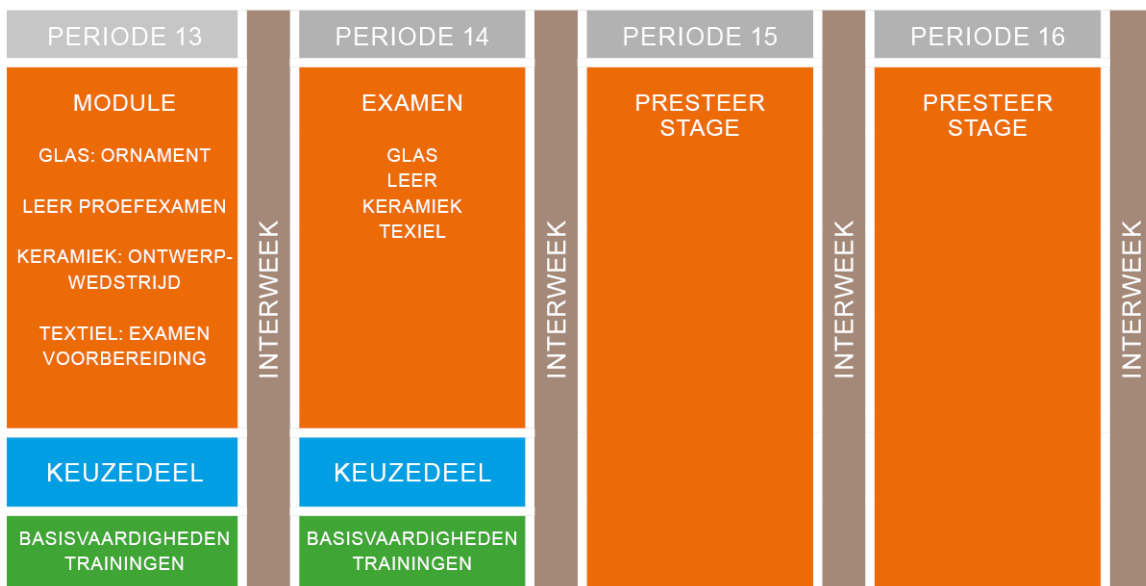 PERIODE 13
MODULE
GLAS: ORNAMENT
LEER PROEFEXAMEN
KERAMIEK: ONTWERP-
WEDSTRIJD
TEXTIEL: EXAMEN
VOORBEREIDING
KEUZEDEEL
BASISVAARDIGHEDEN
TRAININGEN
INTERWEEK
PERIODE 14
EXAMEN
GLAS
LEER
KERAMIEK
TEXIEL
KEUZEDEEL
BASISVAARDIGHEDEN
TRAININGEN
INTERWEEK
PERIODE 15
PRESTEER
STAGE
INTERWEEK
PERIODE 16
PRESTEER
STAGE
INTERWEEK